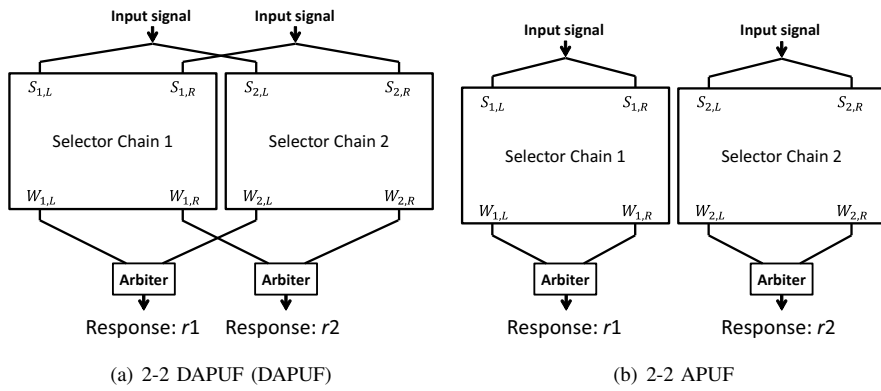 Input signal Input signal
S1,L S1,R S2,L S2,R
Selector Chain 1 Selector Chain 2
W1,L W1,R W2,L W2,R
Arbiter Arbiter
Response: r1 Response: r2
(a) 2-2 DAPUF (DAPUF)
Input signal Input signal
S1,L S1,R S2,L S2,R
Selector Chain 1 Selector Chain 2
W1,L W1,R W2,L W2,R
Arbiter Arbiter
Response: r1 Response: r2
(b) 2-2 APUF